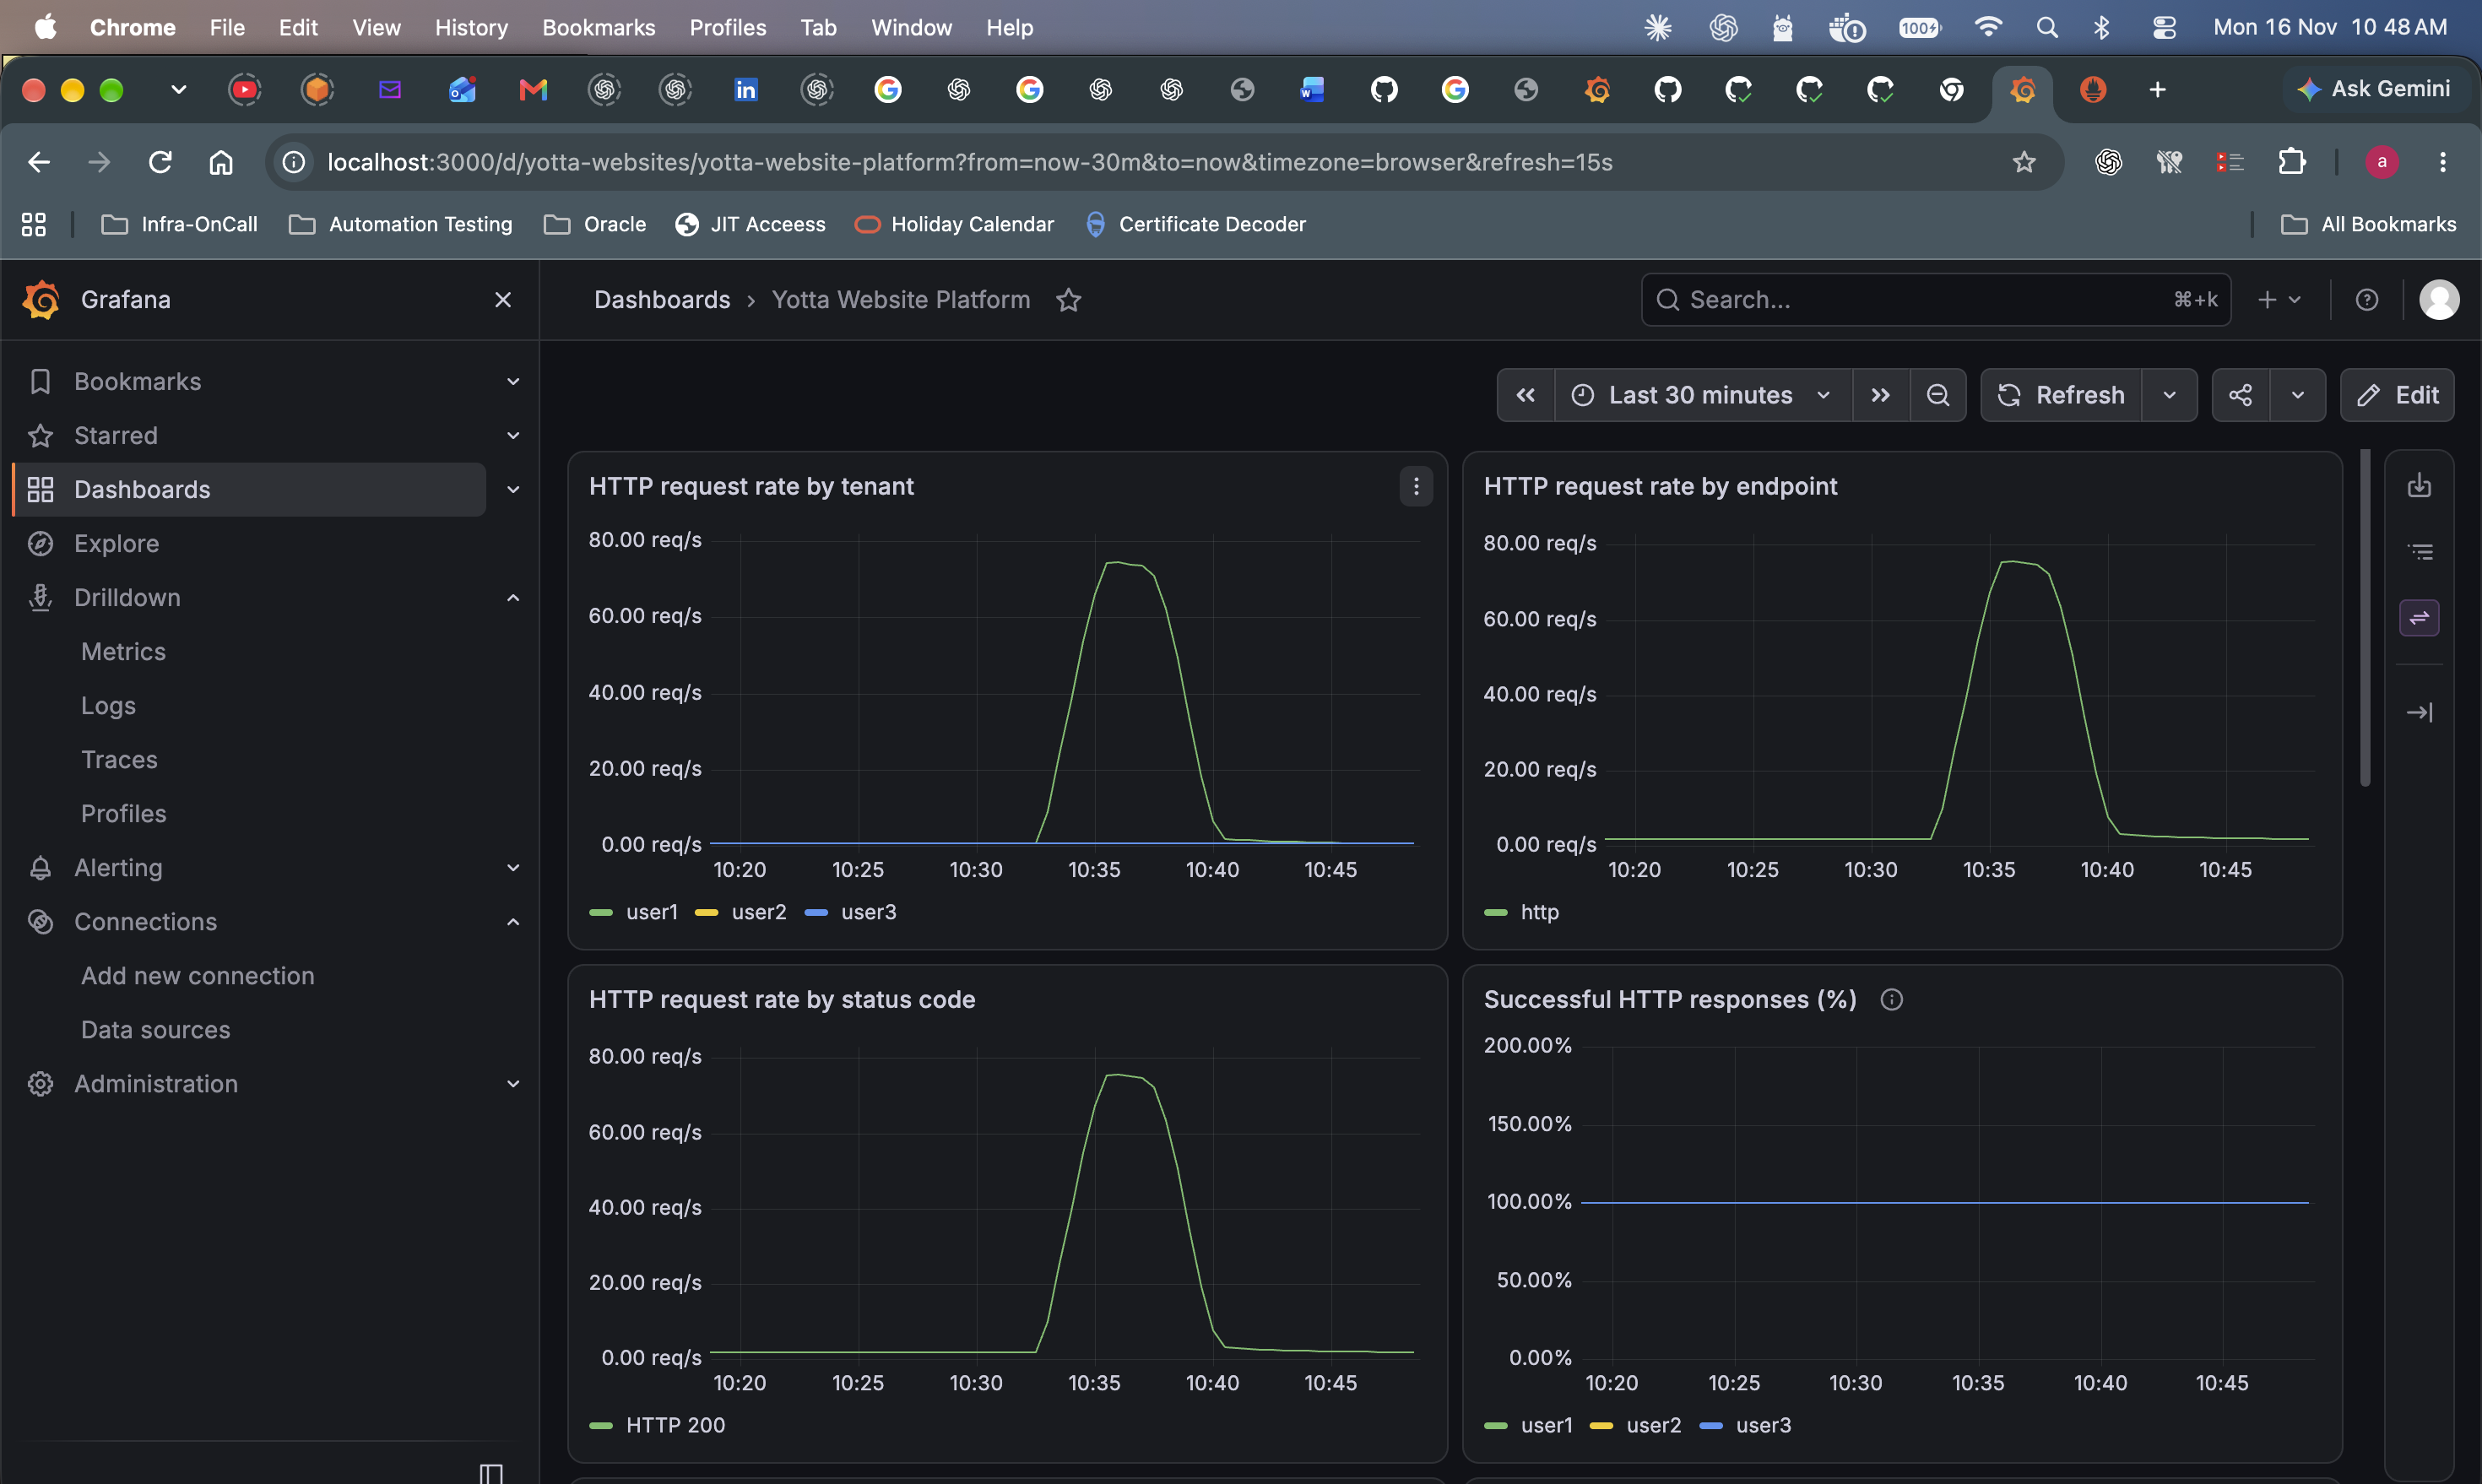 Chrome File Edit View History Bookmarks Profiles Tab Window Help 100 Mon 16 Nov 10 48 AM
in W Ask Gemini
localhost:3000/d/yotta-websites/yotta-website-platform?from=now-30m&to=now&timezone=browser&refresh=15s a
Infra-OnCall Automation Testing Oracle JIT Acceess Holiday Calendar Certificate Decoder All Bookmarks
Grafana
Dashboards › Yotta Website Platform
Search... ⌘+k
Bookmarks
Starred
Dashboards
Explore
Drilldown
Metrics
Logs
Traces
Profiles
Alerting
Connections
Add new connection
Data sources
Administration
Last 30 minutes Refresh Edit
HTTP request rate by tenant
80.00 req/s
60.00 req/s
40.00 req/s
20.00 req/s
0.00 req/s
10:20 10:25 10:30 10:35 10:40 10:45
user1 user2 user3
HTTP request rate by endpoint
80.00 req/s
60.00 req/s
40.00 req/s
20.00 req/s
0.00 req/s
10:20 10:25 10:30 10:35 10:40 10:45
http
HTTP request rate by status code
80.00 req/s
60.00 req/s
40.00 req/s
20.00 req/s
0.00 req/s
10:20 10:25 10:30 10:35 10:40 10:45
HTTP 200
Successful HTTP responses (%)
200.00%
150.00%
100.00%
50.00%
0.00%
10:20 10:25 10:30 10:35 10:40 10:45
user1 user2 user3